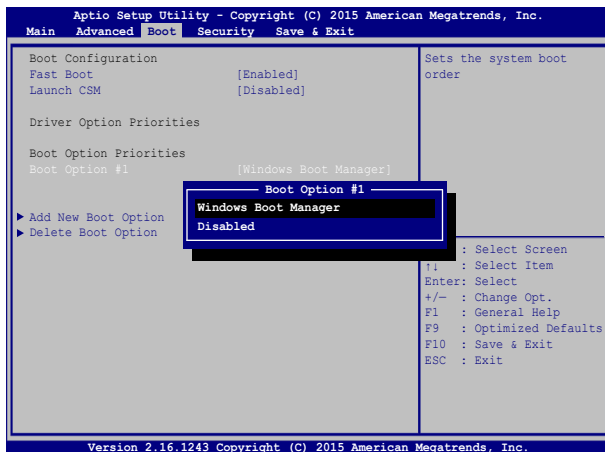 Aptio Setup Utility - Copyright (C) 2015 American Megatrends, Inc.
Main Advanced Boot Security Save & Exit
Boot Configuration
Fast Boot [Enabled]
Launch CSM [Disabled]
Driver Option Priorities
Boot Option Priorities
Boot Option #1 [Windows Boot Manager]
Add New Boot Option
Delete Boot Option
Boot Option #1
Windows Boot Manager
Disabled
Sets the system boot
order
: Select Screen
↑↓ : Select Item
Enter: Select
+/— : Change Opt.
F1 : General Help
F9 : Optimized Defaults
F10 : Save & Exit
ESC : Exit
Version 2.16.1243 Copyright (C) 2015 American Megatrends, Inc.